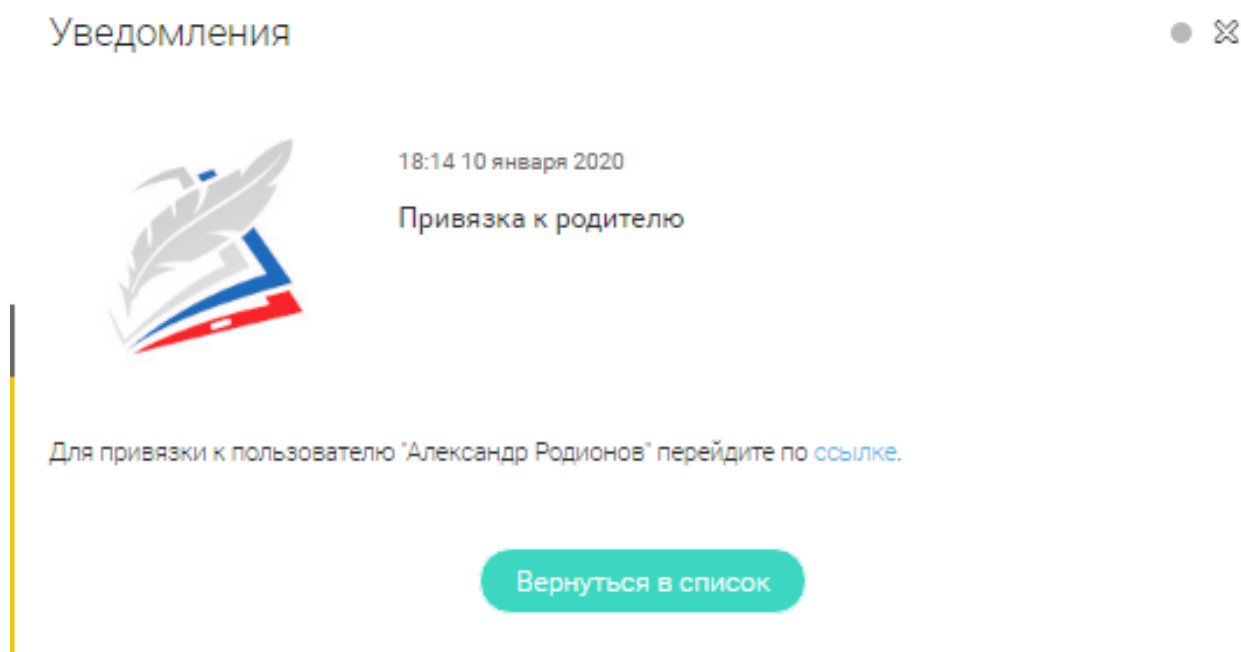 Уведомления
18:14 10 января 2020
Привязка к родителю
Для привязки к пользователю "Александр Родионов" перейдите по ссылке.
Вернуться в список